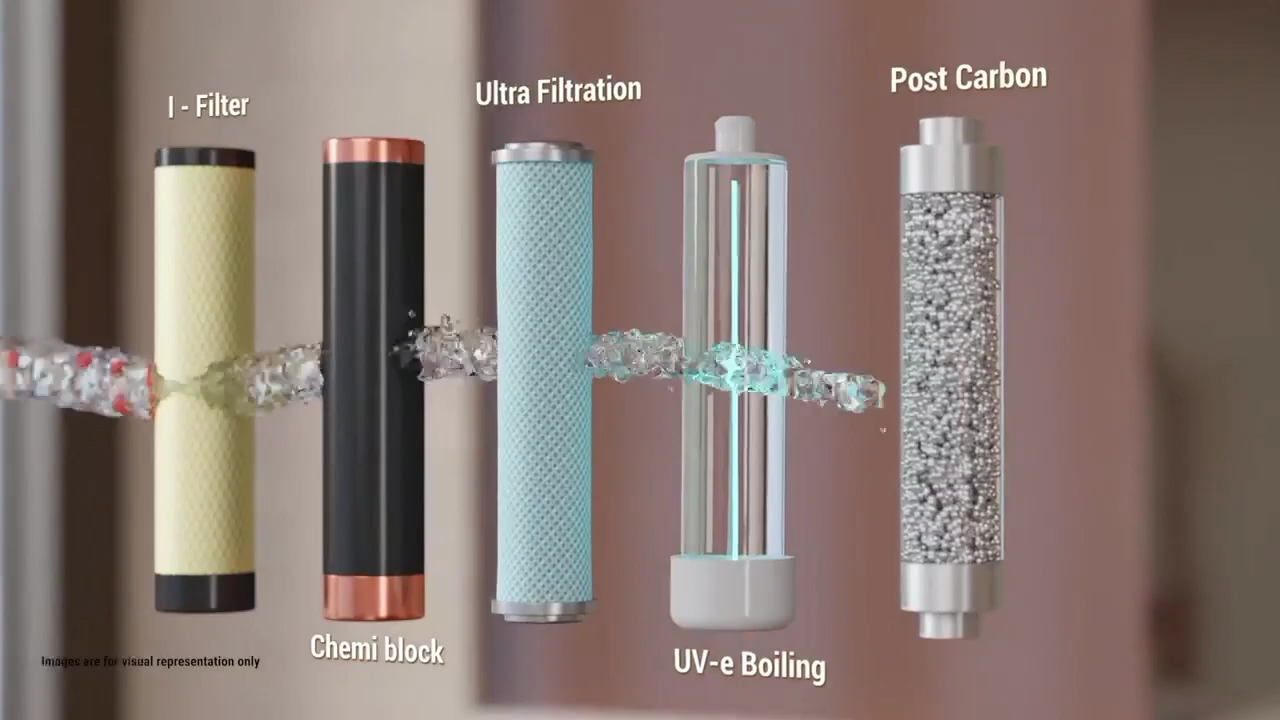 I - Filter
Ultra Filtration
Post Carbon
Chemi block
UV-e Boiling
Images are for visual representation only